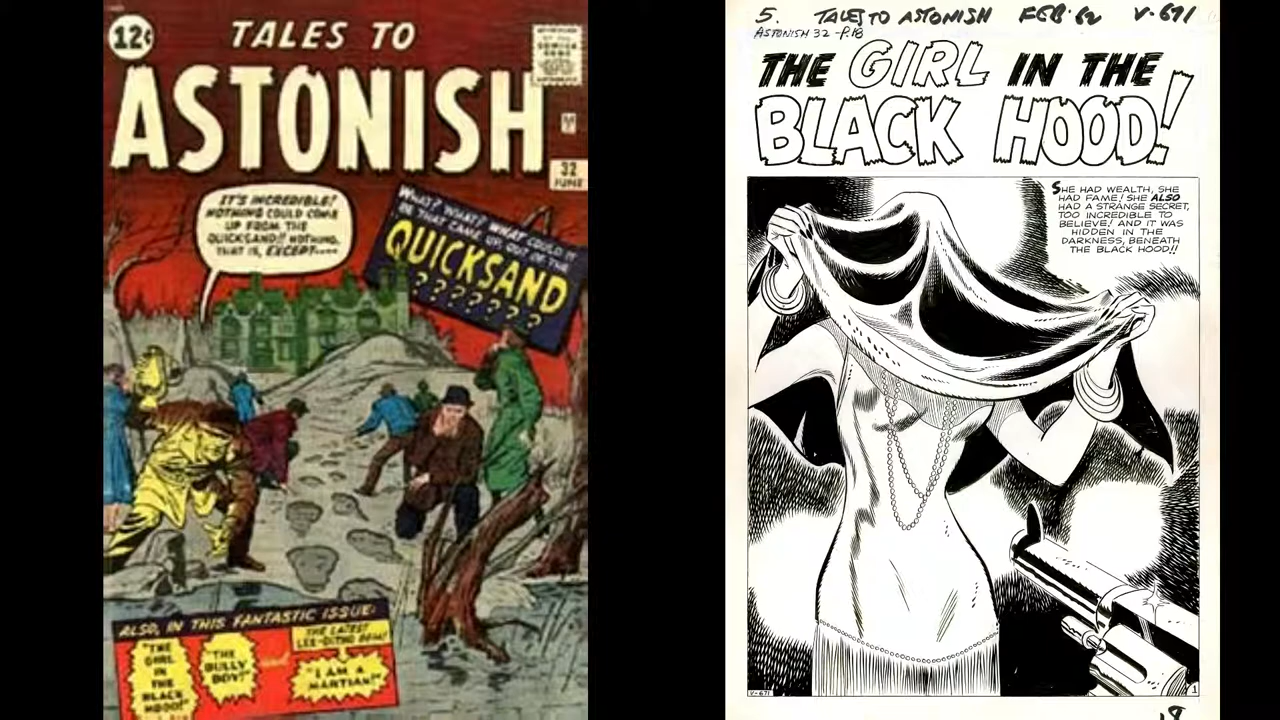 12¢
TALES TO
ASTONISH
32
JUNE
IT'S INCREDIBLE!
NOTHING COULD COME
UP FROM THE
QUICKSAND!! NOTHING,
THAT IS, EXCEPT----
WHAT? WHAT? WHAT COULD IT
BE THAT CAME UP OUT OF THE
QUICKSAND
???????
ALSO, IN THIS FANTASTIC ISSUE:
"THE
GIRL
IN THE
BLACK
HOOD!"
"THE
BULLY
BOY!"
and
THE LATEST
LEE-DITKO
"I AM A
MARTIAN!"
5. TALES TO ASTONISH FEB. 62 V-671
ASTONISH 32 -P.18
THE GIRL IN THE
BLACK HOOD!
SHE HAD WEALTH, SHE
HAD FAME! SHE ALSO
HAD A STRANGE SECRET,
TOO INCREDIBLE TO
BELIEVE! AND IT WAS
HIDDEN IN THE
DARKNESS, BENEATH
THE BLACK HOOD!!
V-671
1
18